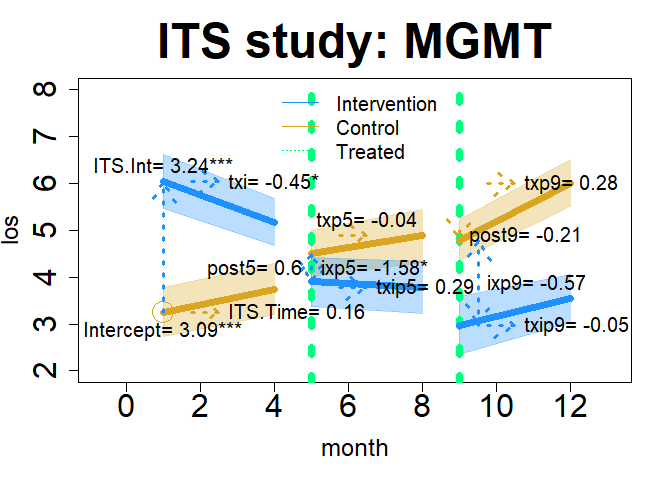 ITS study: MGMT
Intervention
Control
Treated
ITS.Int= 3.24***
txi= -0.45*
txp9= 0.28
txp5= -0.04
post9= -0.21
post5= 0.6
ixp5= -1.58*
txip5= 0.29
ixp9= -0.57
ITS.Time= 0.16
Intercept= 3.09***
txip9= -0.05
los
8
7
6
5
4
3
2
0 2 4 6 8 10 12
month